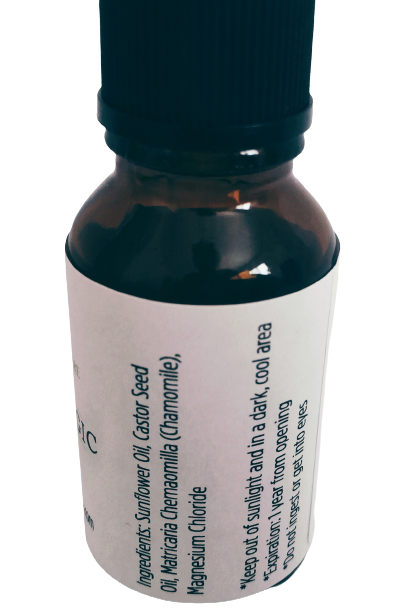 Ingredients: Sunflower Oil, Castor Seed
Oil, Matricaria Chemaomilla (Chamomile),
Magnesium Chloride
*Keep out of sunlight and in a dark, cool area
*Expiration: 1 year from opening
*Do not ingest or get into eyes